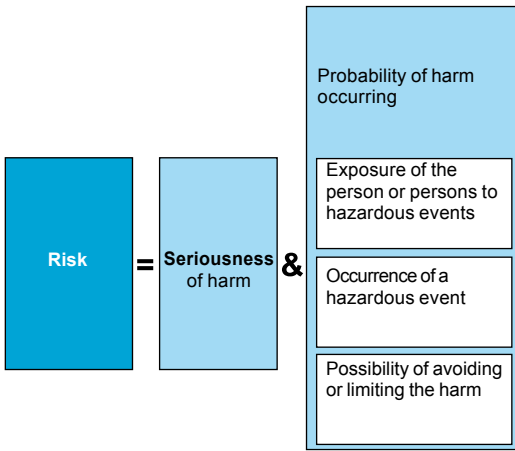 Risk
=
Seriousness
of harm
&
Probability of harm
occurring
Exposure of the
person or persons to
hazardous events
Occurrence of a
hazardous event
Possibility of avoiding
or limiting the harm